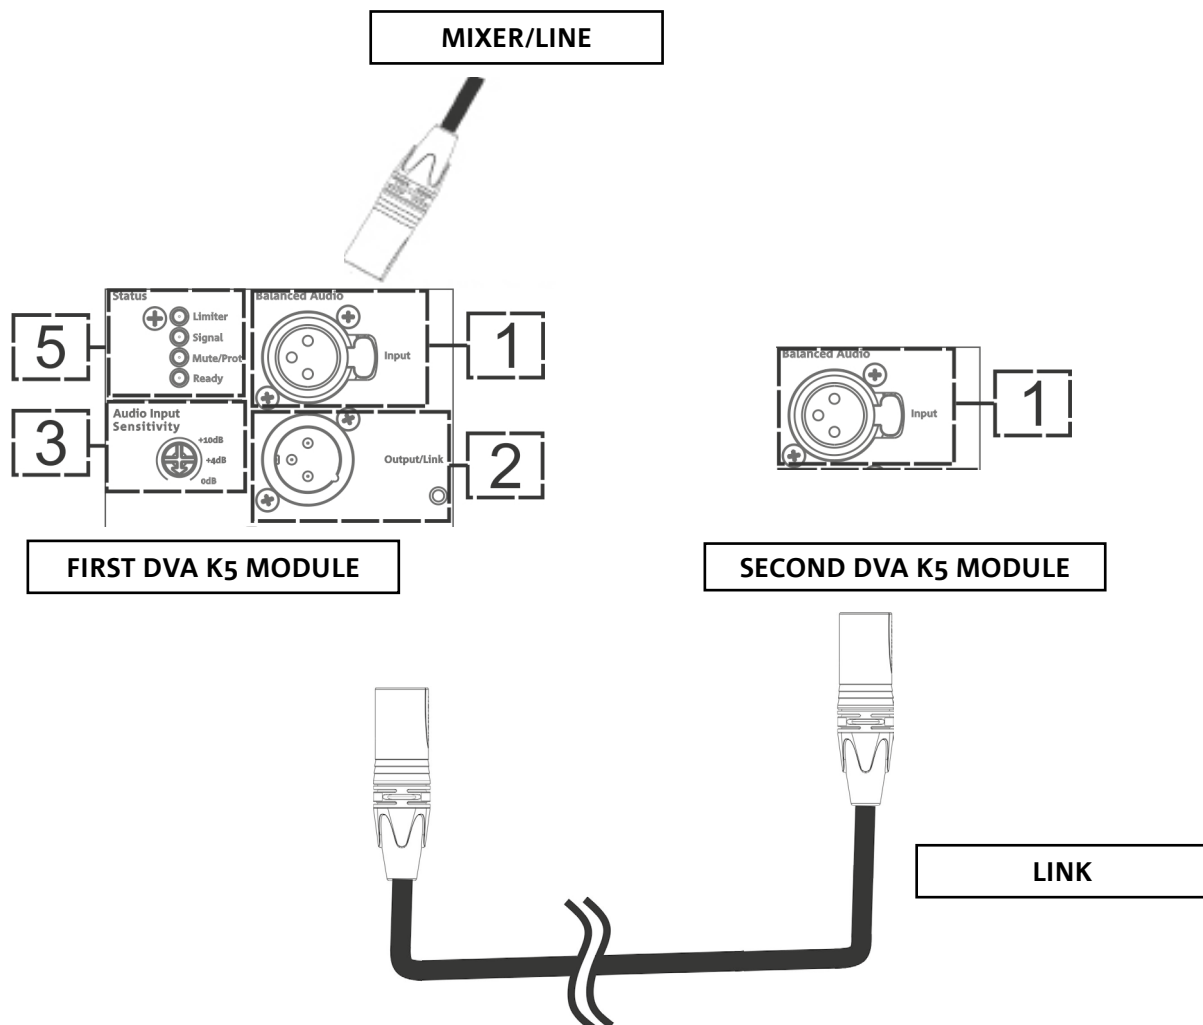 MIXER/LINE
Status
Limiter
Signal
Mute/Prot
Ready
Balanced Audio
Input
5
1
Audio Input
Sensitivity
+10dB
+4dB
0dB
Output/Link
3
2
Balanced Audio
Input
1
FIRST DVA K5 MODULE
SECOND DVA K5 MODULE
LINK